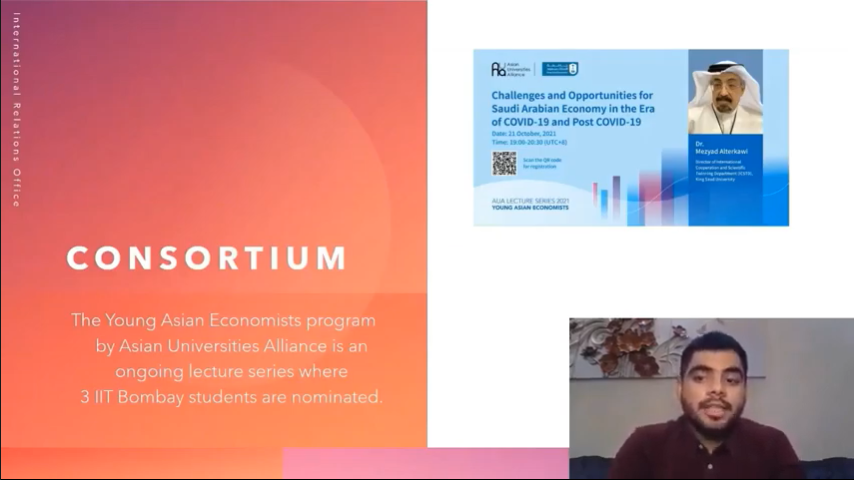 International Relations Office
CONSORTIUM
The Young Asian Economists program
by Asian Universities Alliance is an
ongoing lecture series where
3 IIT Bombay students are nominated.
Asian
Universities
Alliance
Challenges and Opportunities for
Saudi Arabian Economy in the Era
of COVID-19 and Post COVID-19
Date: 21 October, 2021
Time: 19:00-20:30 (UTC+8)
Scan the QR code
for registration
AUA LECTURE SERIES 2021
YOUNG ASIAN ECONOMISTS
Dr.
Mezyad Alterkawi
Director of International
Cooperation and Scientific
Twinning Department (ICSTD),
King Saud University